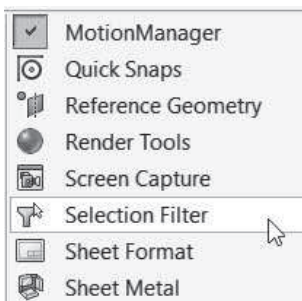 MotionManager
Quick Snaps
Reference Geometry
Render Tools
Screen Capture
Selection Filter
Sheet Format
Sheet Metal